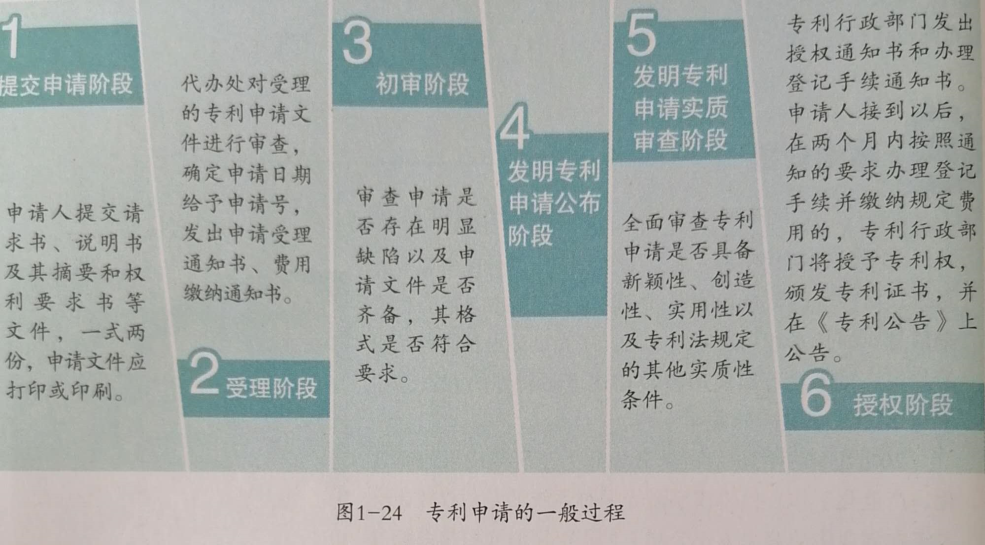 1
提交申请阶段
申请人提交请
求书、说明书
及其摘要和权
利要求书等
文件，一式两
份，申请文件应
打印或印刷。
代办处对受理
的专利申请文
件进行审查，
确定申请日期
给予申请号，
发出申请受理
通知书、费用
缴纳通知书。
2 受理阶段
3
初审阶段
审查申请是
否存在明显
缺陷以及申
请文件是否
齐备，其格
式是否符合
要求。
4
发明专利
申请公布
阶段
5
发明专利
申请实质
审查阶段
全面审查专利
申请是否具备
新颖性、创造
性、实用性以
及专利法规定
的其他实质性
条件。
专利行政部门发出
授权通知书和办理
登记手续通知书。
申请人接到以后，
在两个月内按照通
知的要求办理登记
手续并缴纳规定费
用的，专利行政部
门将授予专利权，
颁发专利证书，并
在《专利公告》上
公告。
6 授权阶段
图1-24 专利申请的一般过程